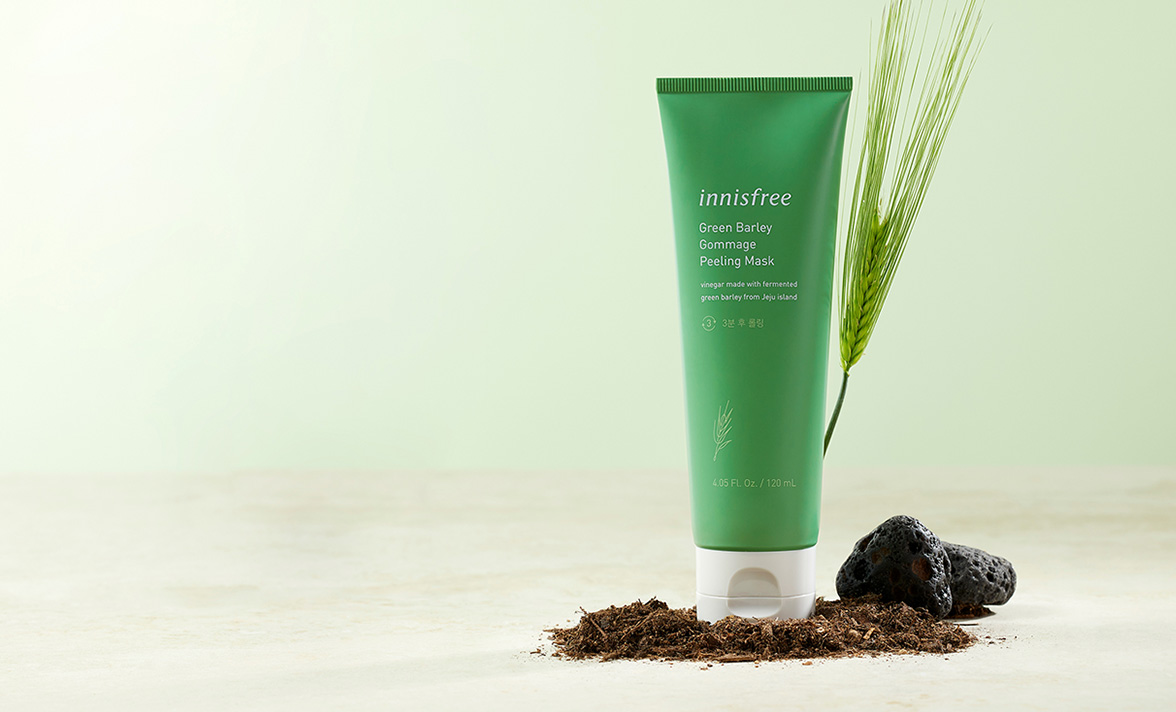 innisfree
Green Barley
Gommage
Peeling Mask
vinegar made with fermented
green barley from Jeju island
3 3분 후 롤링
4.05 Fl. Oz. / 120 mL